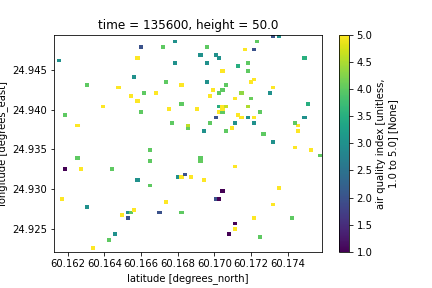 time = 135600, height = 50.0
24.945
24.940
24.935
24.930
24.925
longitude [degrees_east]
60.162 60.164 60.166 60.168 60.170 60.172 60.174
latitude [degrees_north]
5.0
4.5
4.0
3.5
3.0
2.5
2.0
1.5
1.0
air quality index [unitless,
1.0 to 5.0] [None]